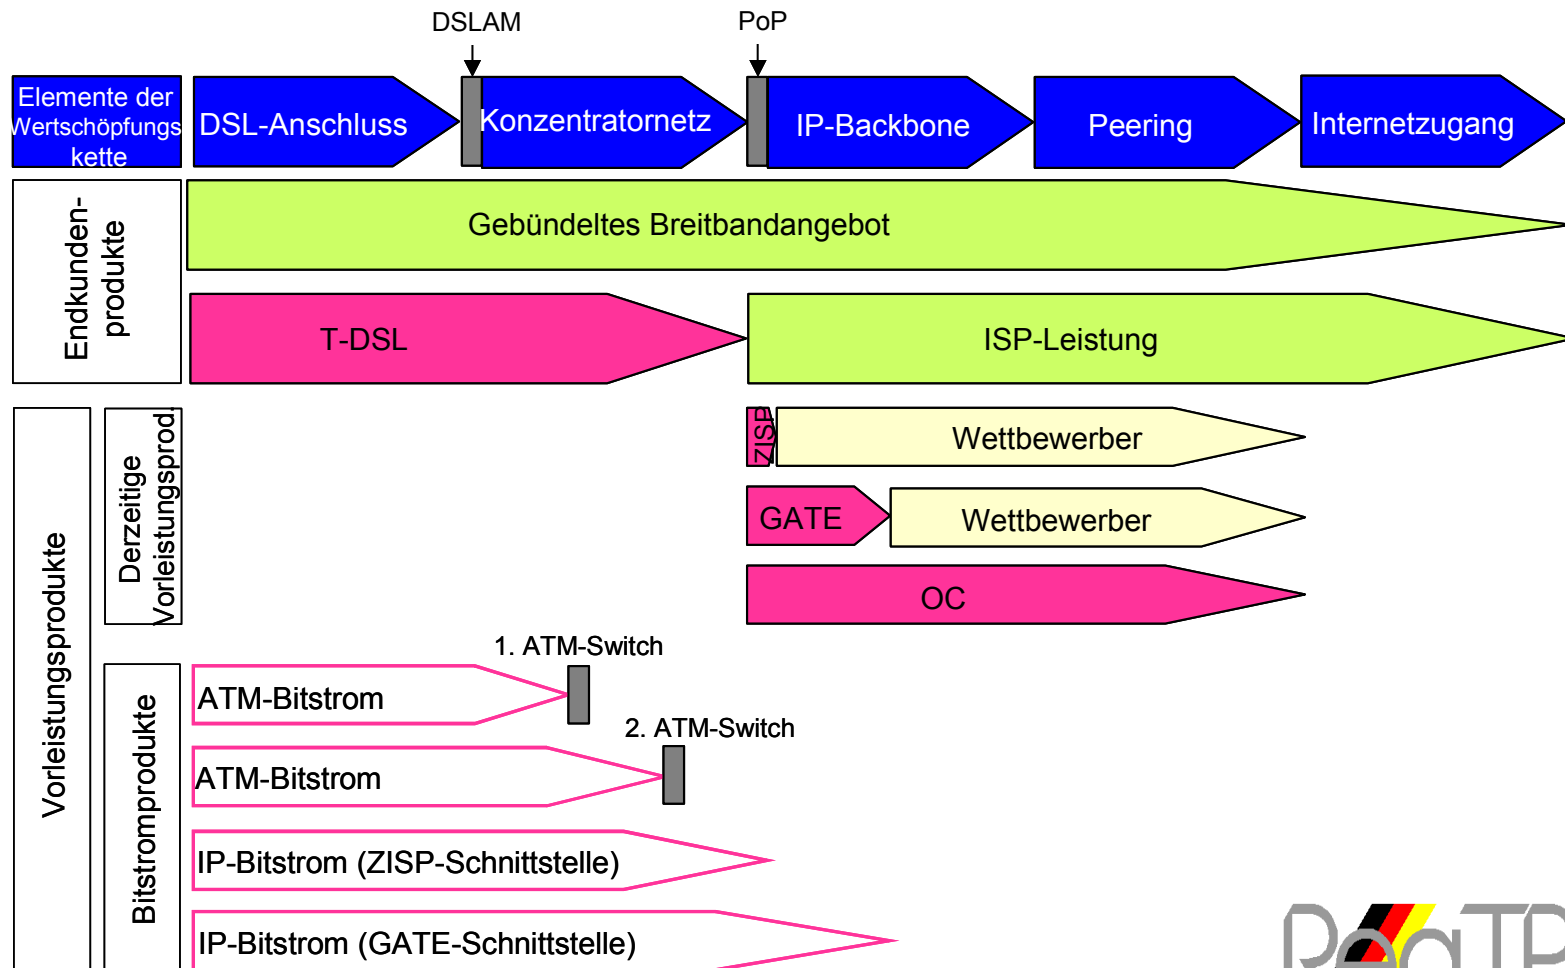 DSLAM
PoP
Elemente der
Wertschöpfungs
kette
DSL-Anschluss
Konzentratornetz
IP-Backbone
Peering
Internetzugang
Endkunden-
produkte
Gebündeltes Breitbandangebot
T-DSL
ISP-Leistung
Vorleistungsprodukte
Derzeitige
Vorleistungsprod.
ZISP
Wettbewerber
GATE
Wettbewerber
OC
Bitstromprodukte
1. ATM-Switch
ATM-Bitstrom
2. ATM-Switch
ATM-Bitstrom
IP-Bitstrom (ZISP-Schnittstelle)
IP-Bitstrom (GATE-Schnittstelle)
RegTP